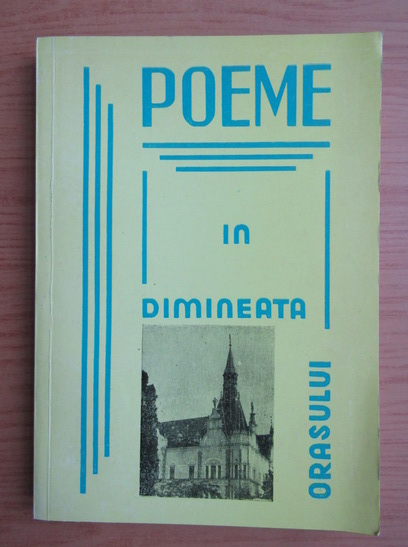 POEME
in
DIMINEATA
ORASULUI